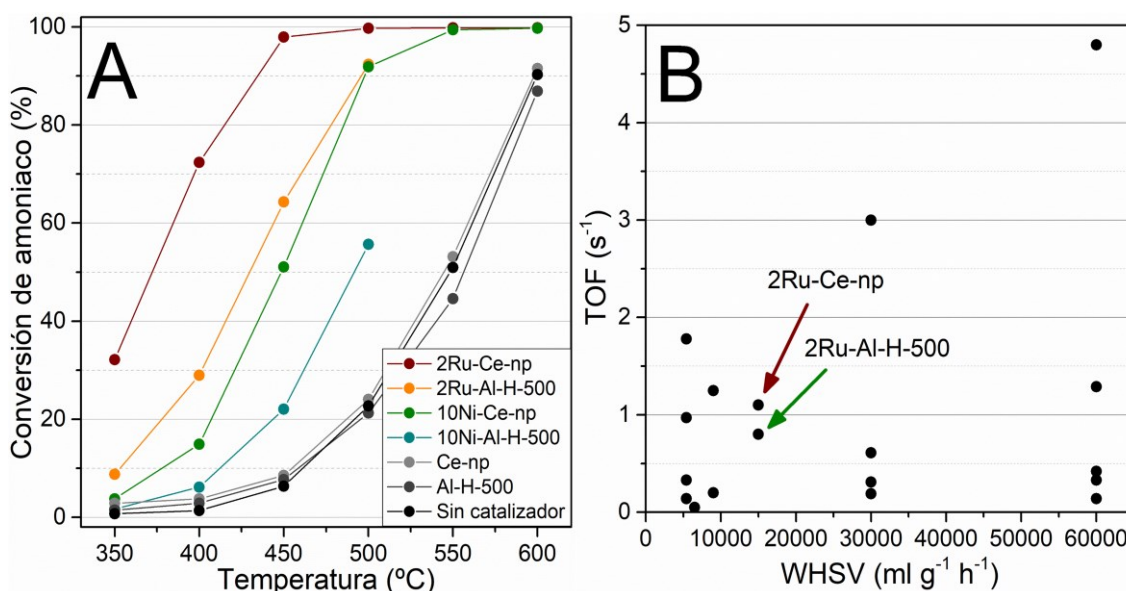 A
Conversión de amoniaco (%)
100
80
60
40
20
0
350 400 450 500 550 600
Temperatura (ºC)
2Ru-Ce-np
2Ru-Al-H-500
10Ni-Ce-np
10Ni-Al-H-500
Ce-np
Al-H-500
Sin catalizador
B
TOF (s⁻¹)
5
4
3
2
1
0
2Ru-Ce-np
2Ru-Al-H-500
0 10000 20000 30000 40000 50000 60000
WHSV (ml g⁻¹ h⁻¹)